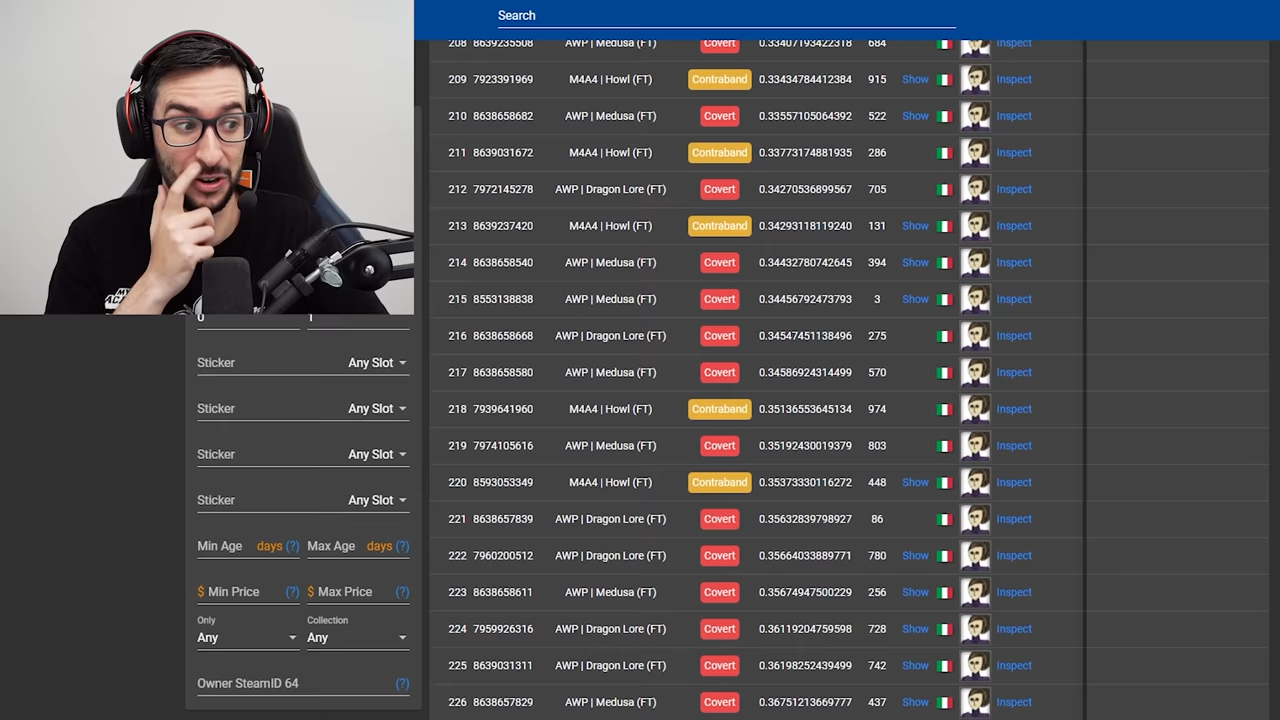 Search
208 8639235508 AWP | Medusa (FT) Covert 0.33407193422318
209 7923391969 M4A4 | Howl (FT) Contraband 0.33434784412384 915 Show Inspect
210 8638658682 AWP | Medusa (FT) Covert 0.33557105064392 522 Inspect
211 8639031672 M4A4 | Howl (FT) Contraband 0.33773174881935 286 Inspect
212 7972145278 AWP | Dragon Lore (FT) Covert 0.34270536899567 705 Show Inspect
213 8639237420 M4A4 | Howl (FT) Contraband 0.34293118119240 131 Show Inspect
214 8638658540 AWP | Medusa (FT) Covert 0.34432780742645 394 Show Inspect
215 8553138838 AWP | Medusa (FT) Covert 0.34456792473793 3 Show Inspect
216 8638658668 AWP | Dragon Lore (FT) Covert 0.34547451138496 275 Inspect
217 8638658580 AWP | Medusa (FT) Covert 0.34586924314499 570 Inspect
218 7939641960 M4A4 | Howl (FT) Contraband 0.35136553645134 974 Inspect
219 7974105616 AWP | Medusa (FT) Covert 0.35192430019379 803 Inspect
220 8593053349 M4A4 | Howl (FT) Contraband 0.35373330116272 448 Inspect
221 8638657839 AWP | Dragon Lore (FT) Covert 0.35632839798927 86 Inspect
222 7960200512 AWP | Dragon Lore (FT) Covert 0.35664033889771 780 Show Inspect
223 8638658611 AWP | Medusa (FT) Covert 0.35674947500229 256 Show Inspect
224 7959926316 AWP | Dragon Lore (FT) Covert 0.36119204759598 728 Show Inspect
225 8639031311 AWP | Dragon Lore (FT) Covert 0.36198252439499 742 Show Inspect
226 8638657829 AWP | Medusa (FT) Covert 0.36751213669777 437 Show Inspect
Sticker Any Slot
Sticker Any Slot
Sticker Any Slot
Sticker Any Slot
Min Age days (?) Max Age days (?)
$ Min Price (?) $ Max Price (?)
Only Collection
Any Any
Owner SteamID 64 (?)